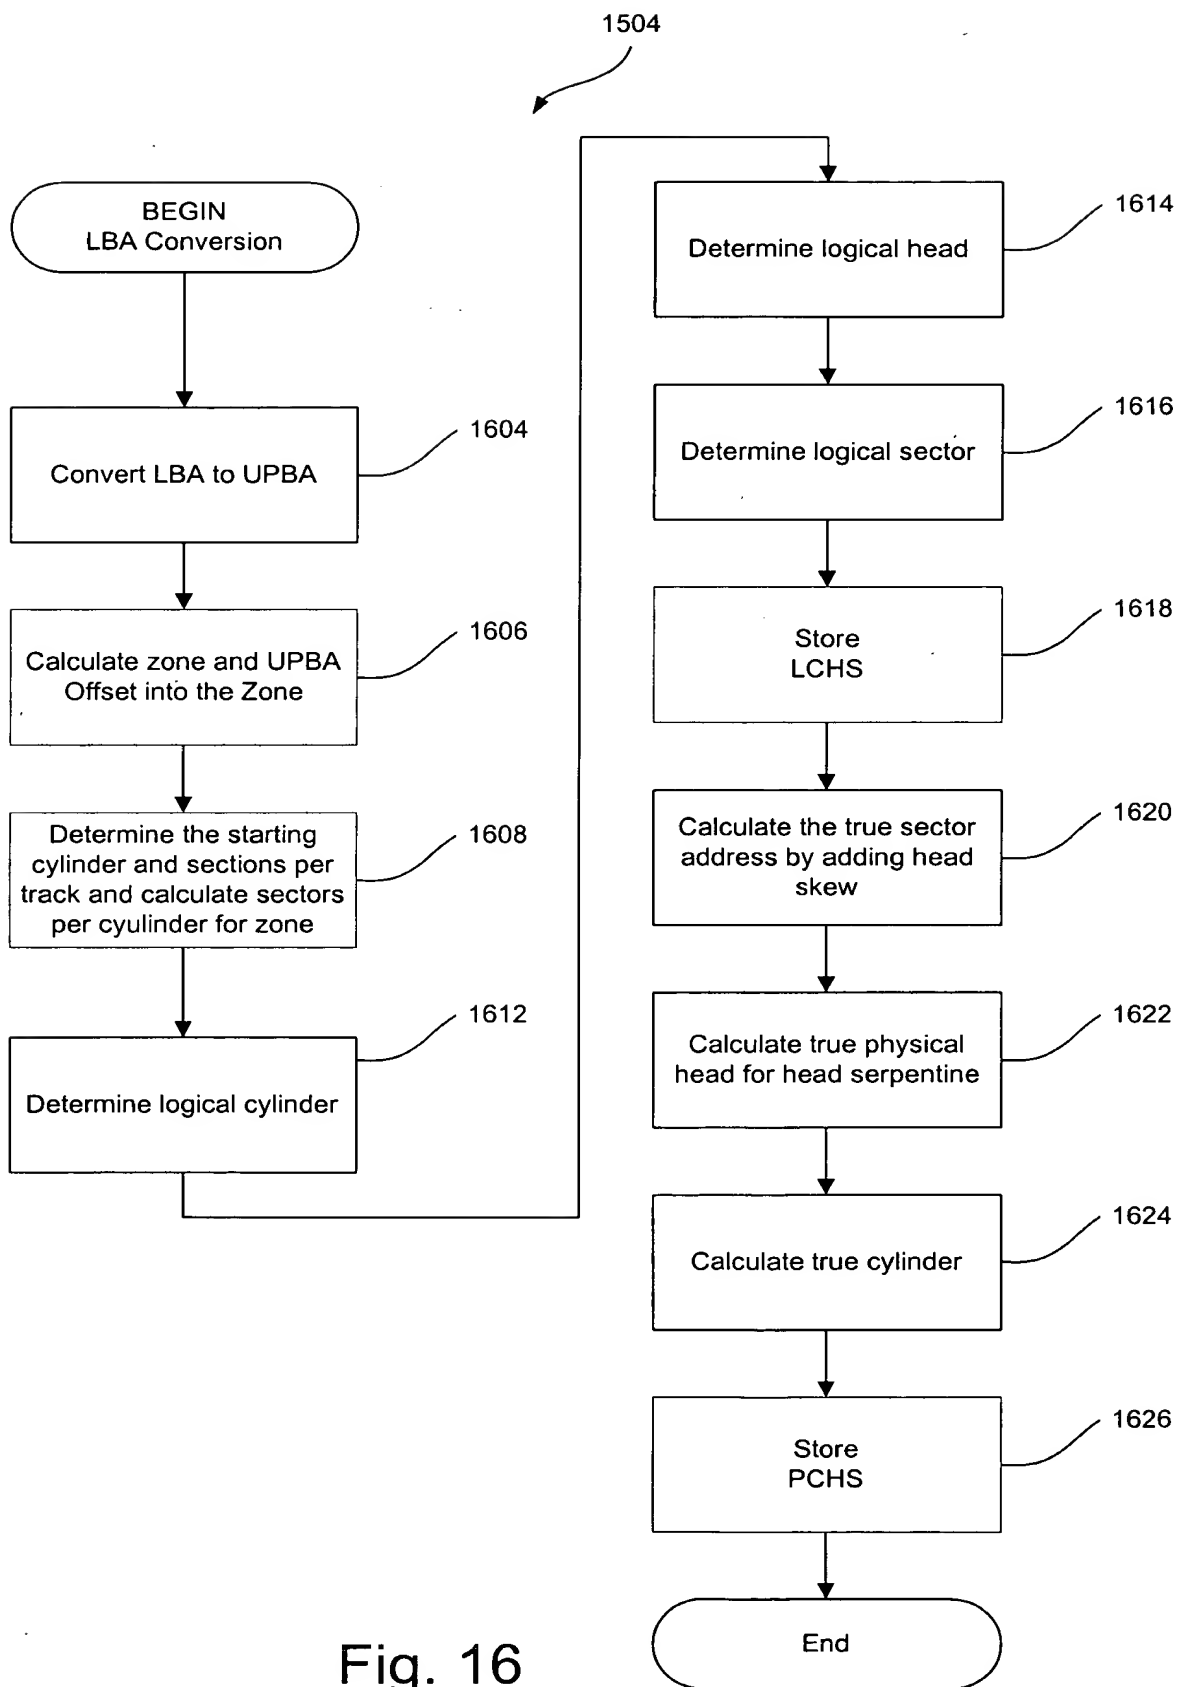 1504
BEGIN
LBA Conversion
Convert LBA to UPBA
1604
Calculate zone and UPBA
Offset into the Zone
1606
Determine the starting
cylinder and sections per
track and calculate sectors
per cyulinder for zone
1608
Determine logical cylinder
1612
Determine logical head
1614
Determine logical sector
1616
Store
LCHS
1618
Calculate the true sector
address by adding head
skew
1620
Calculate true physical
head for head serpentine
1622
Calculate true cylinder
1624
Store
PCHS
1626
End
Fig. 16